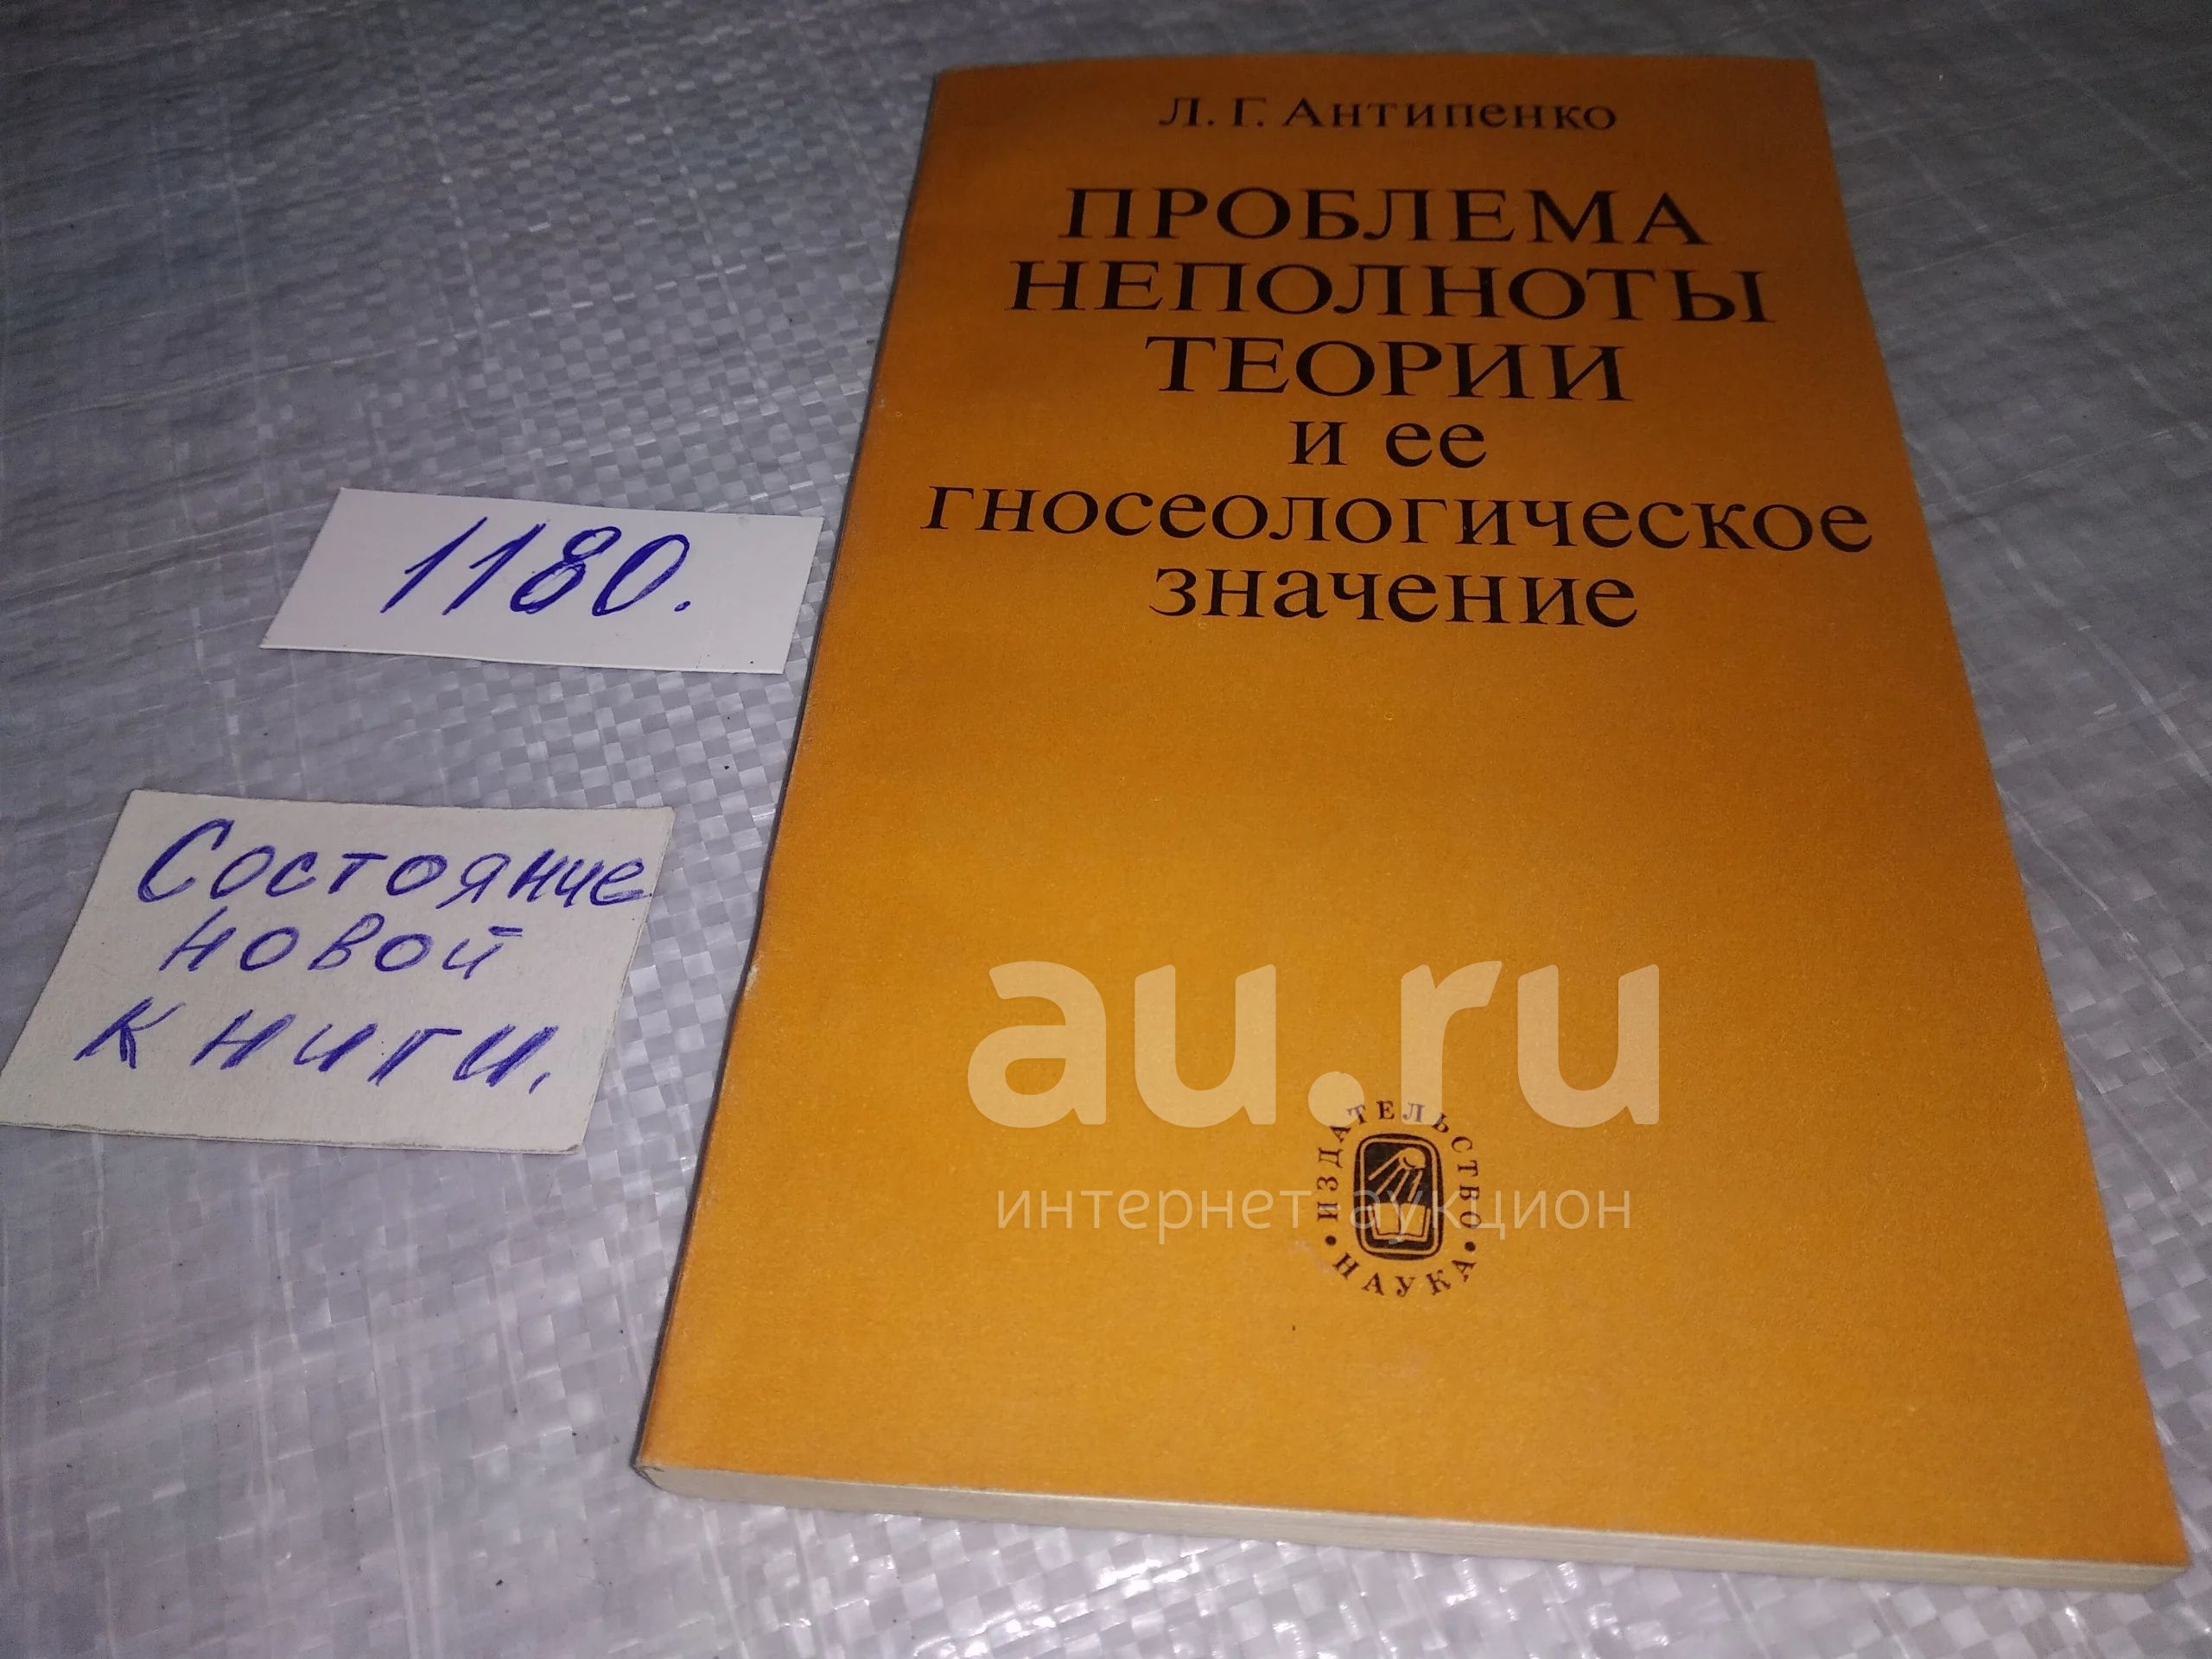 Л. Г. Антипенко
ПРОБЛЕМА
НЕПОЛНОТЫ
ТЕОРИИ
и ее
гносеологическое
значение
1180.
Состояние
новой
книги.
au.ru
интернет аукцион
ИЗДАТЕЛЬСТВО
• НАУКА •